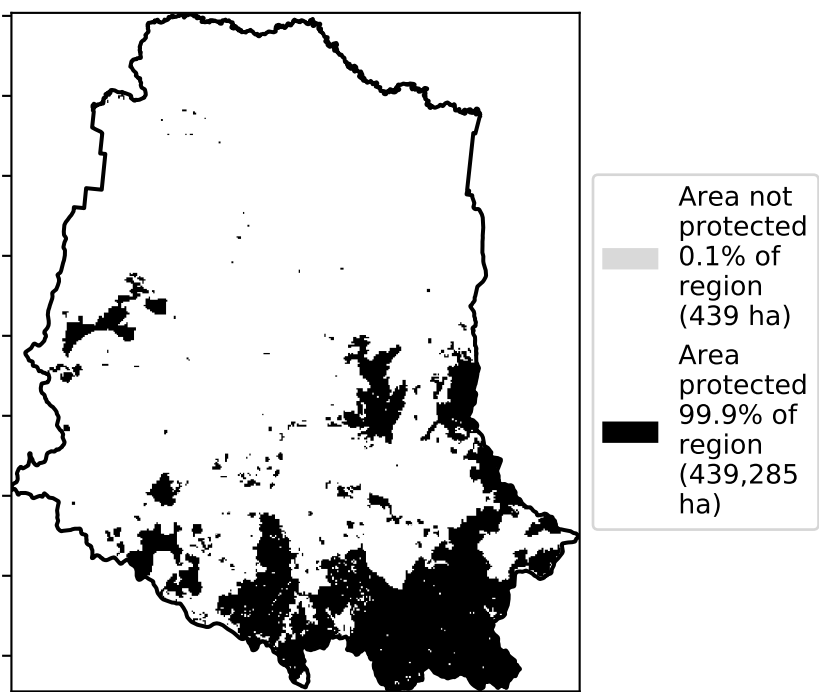 Area not
protected
0.1% of
region
(439 ha)
Area
protected
99.9% of
region
(439,285
ha)